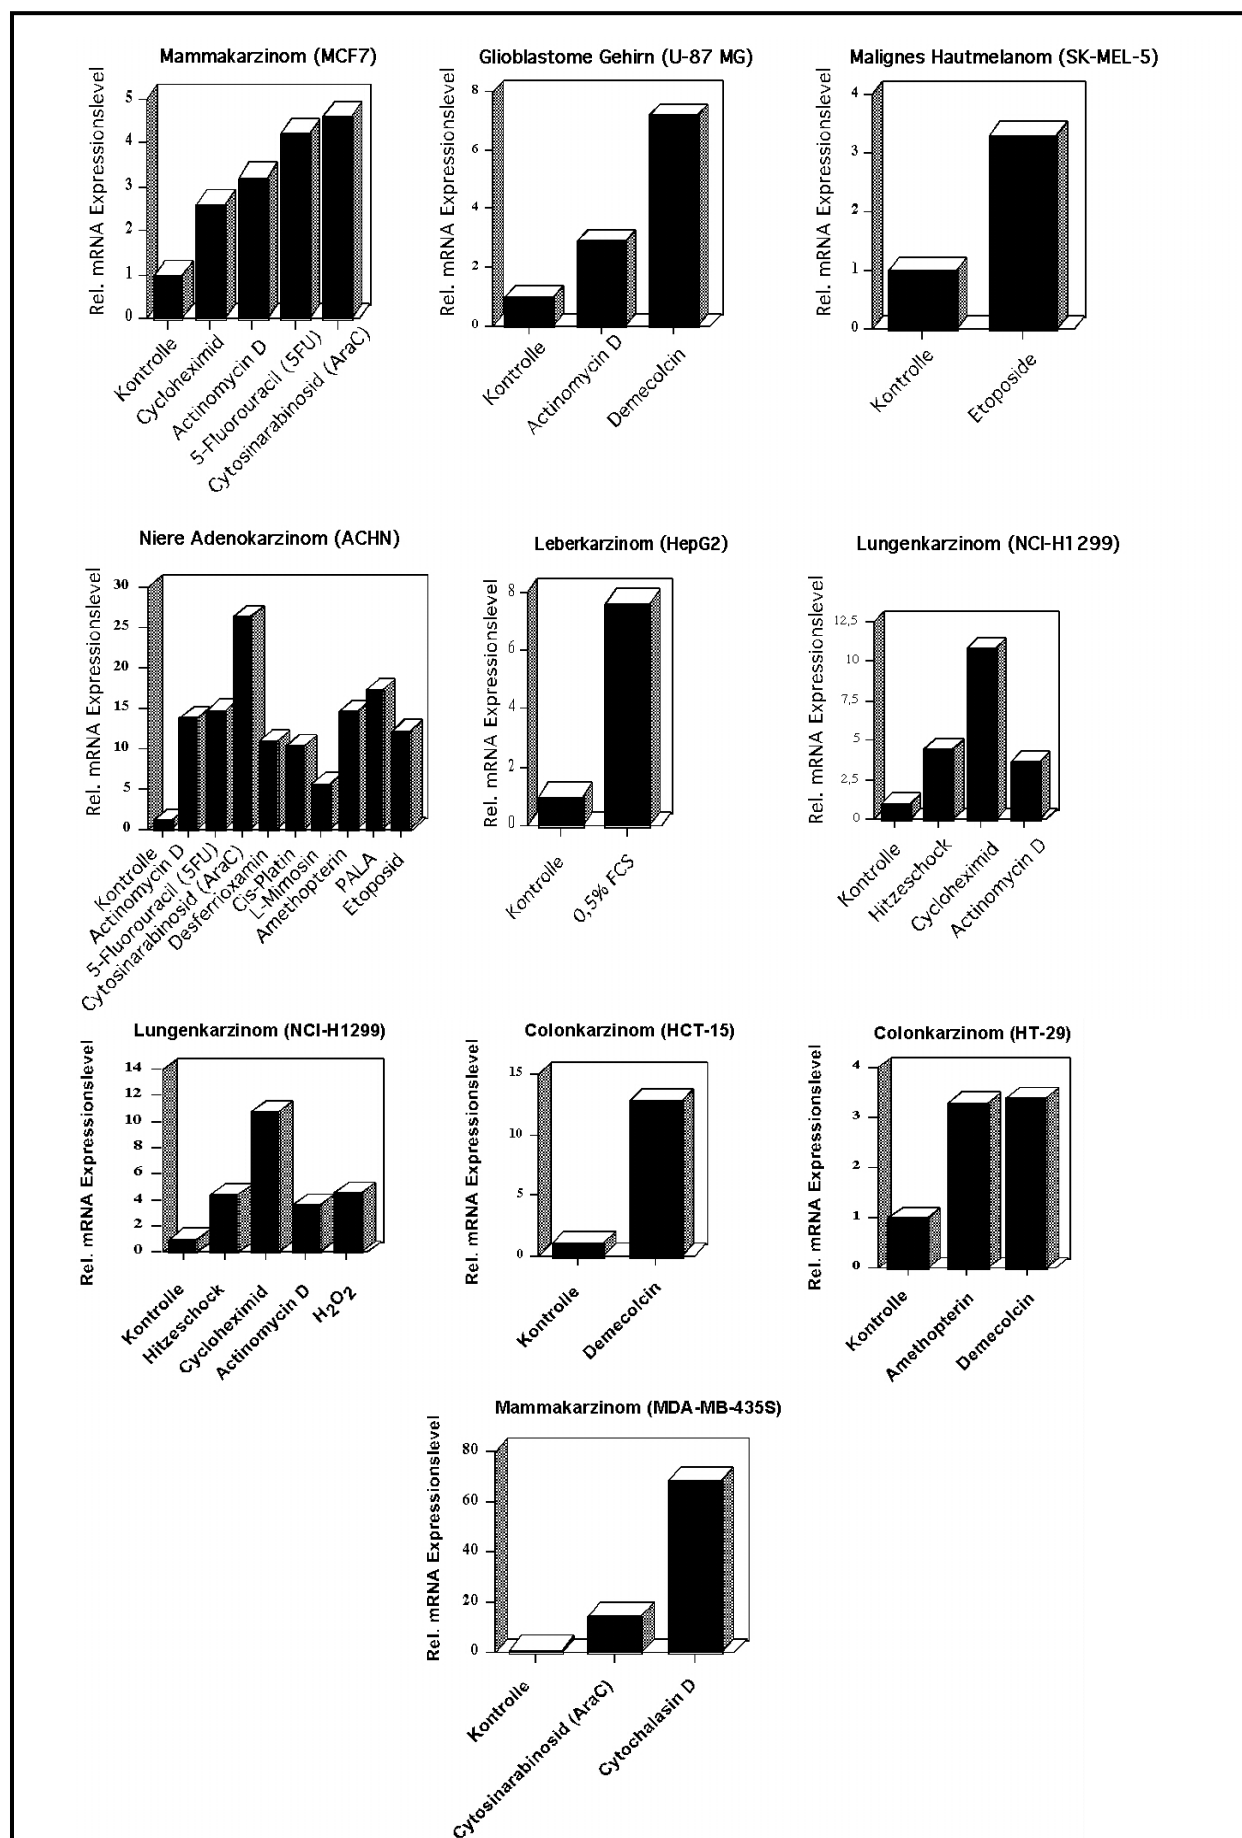 Mammakarzinom (MCF7)
Rel. mRNA Expressionslevel
5
4
3
2
1
0
Kontrolle
Cycloheximid
Actinomycin D
5-Fluorouracil (5FU)
Cytosinarabinosid (AraC)
Glioblastome Gehirn (U-87 MG)
Rel. mRNA Expressionslevel
8
6
4
2
0
Kontrolle
Actinomycin D
Demecolcin
Malignes Hautmelanom (SK-MEL-5)
Rel. mRNA Expressionslevel
4
3
2
1
0
Kontrolle
Etoposide
Niere Adenokarzinom (ACHN)
Rel. mRNA Expressionslevel
30
25
20
15
10
5
0
Kontrolle
Actinomycin D
5-Fluorouracil (5FU)
Cytosinarabinosid (AraC)
Desferrioxamin
Cis-Platin
L-Mimosin
Amethopterin
PALA
Etoposid
Leberkarzinom (HepG2)
Rel. mRNA Expressionslevel
8
6
4
2
0
Kontrolle
0,5% FCS
Lungenkarzinom (NCI-H1299)
Rel. mRNA Expressionslevel
12,5
10
7,5
5
2,5
0
Kontrolle
Hitzeschock
Cycloheximid
Actinomycin D
Lungenkarzinom (NCI-H1299)
Rel. mRNA Expressionslevel
14
12
10
8
6
4
2
0
Kontrolle
Hitzeschock
Cycloheximid
Actinomycin D
H2O2
Colonkarzinom (HCT-15)
Rel. mRNA Expressionslevel
15
10
5
0
Kontrolle
Demecolcin
Colonkarzinom (HT-29)
Rel. mRNA Expressionslevel
4
3
2
1
0
Kontrolle
Amethopterin
Demecolcin
Mammakarzinom (MDA-MB-435S)
Rel. mRNA Expressionslevel
80
60
40
20
0
Kontrolle
Cytosinarabinosid (AraC)
Cytochalasin D